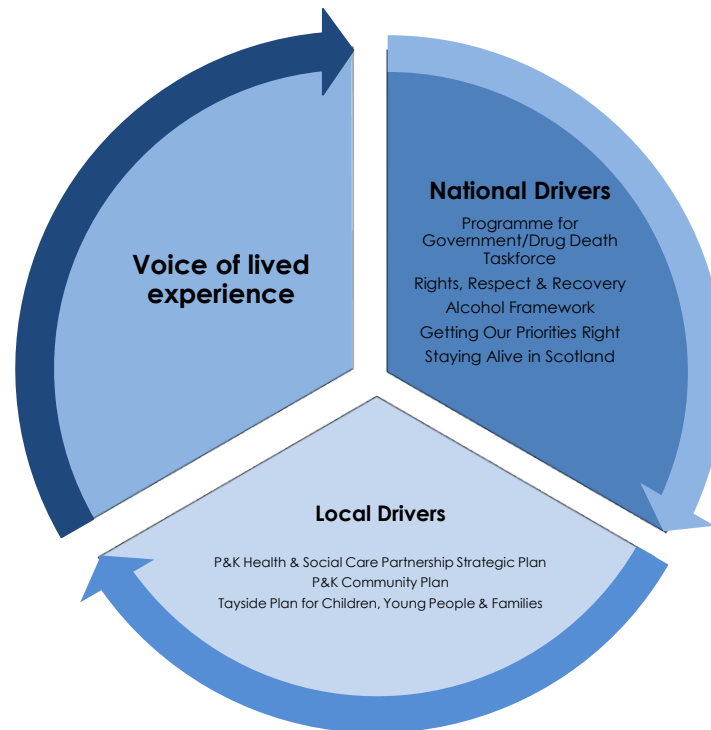 Voice of lived
experience
National Drivers
Programme for
Government/Drug Death
Taskforce
Rights, Respect & Recovery
Alcohol Framework
Getting Our Priorities Right
Staying Alive in Scotland
Local Drivers
P&K Health & Social Care Partnership Strategic Plan
P&K Community Plan
Tayside Plan for Children, Young People & Families